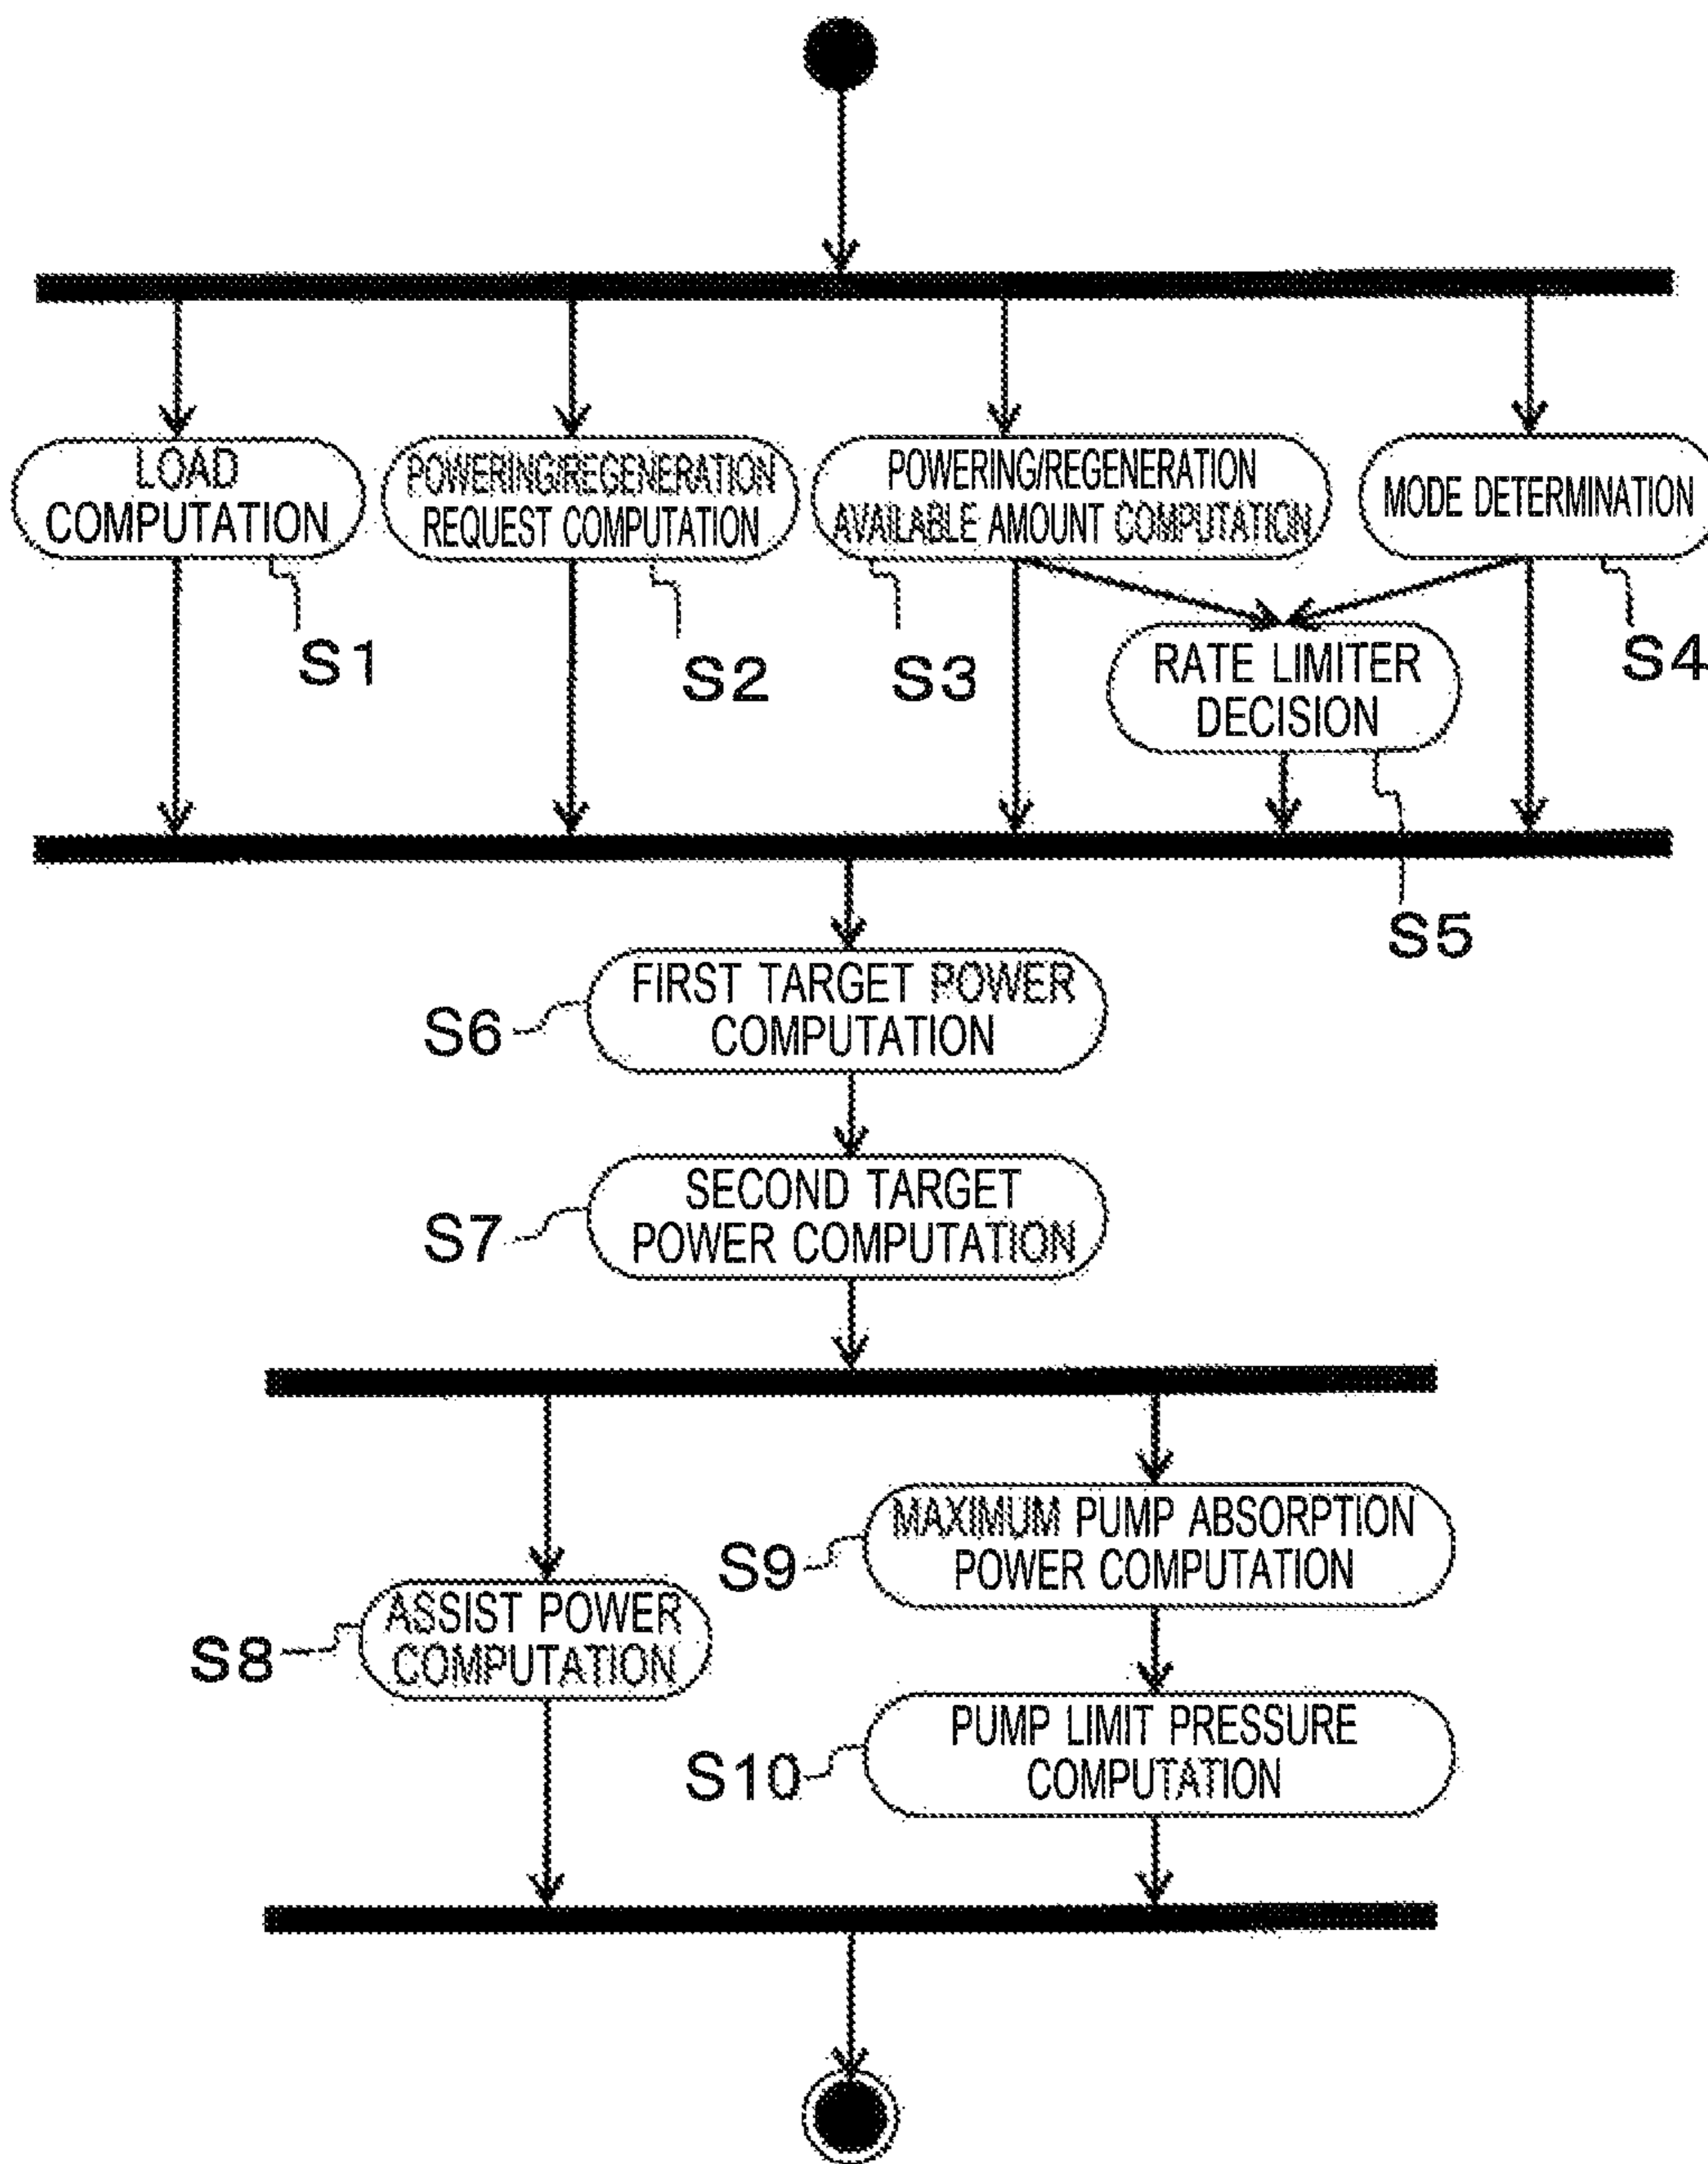 LOAD
COMPUTATION
POWERING/REGENERATION
REQUEST COMPUTATION
POWERING/REGENERATION
AVAILABLE AMOUNT COMPUTATION
MODE DETERMINATION
S1
S2
S3
RATE LIMITER
DECISION
S4
S5
FIRST TARGET POWER
COMPUTATION
S6
SECOND TARGET
POWER COMPUTATION
S7
MAXIMUM PUMP ABSORPTION
POWER COMPUTATION
S9
ASSIST POWER
COMPUTATION
S8
PUMP LIMIT PRESSURE
COMPUTATION
S10